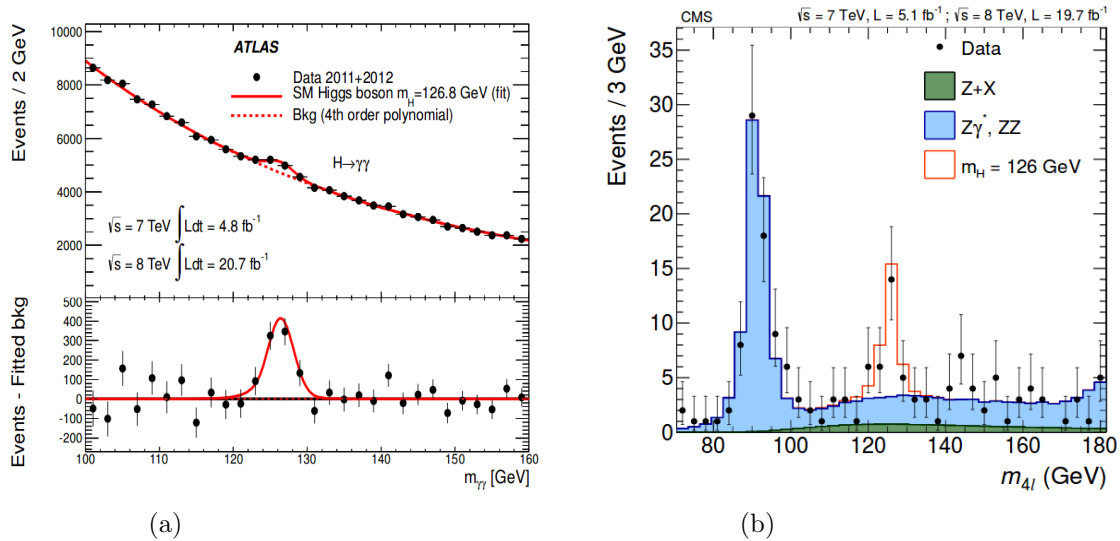 ATLAS
Data 2011+2012
SM Higgs boson m_H=126.8 GeV (fit)
Bkg (4th order polynomial)
H→γγ
√s = 7 TeV ∫Ldt = 4.8 fb⁻¹
√s = 8 TeV ∫Ldt = 20.7 fb⁻¹
Events / 2 GeV
10000
8000
6000
4000
2000
Events - Fitted bkg
500
400
300
200
100
0
-100
-200
100 110 120 130 140 150 160
m_γγ [GeV]
(a)
CMS √s = 7 TeV, L = 5.1 fb⁻¹ ; √s = 8 TeV, L = 19.7 fb⁻¹
Events / 3 GeV
35
30
25
20
15
10
5
0
Data
Z+X
Zγ*, ZZ
m_H = 126 GeV
80 100 120 140 160 180
m_4l (GeV)
(b)